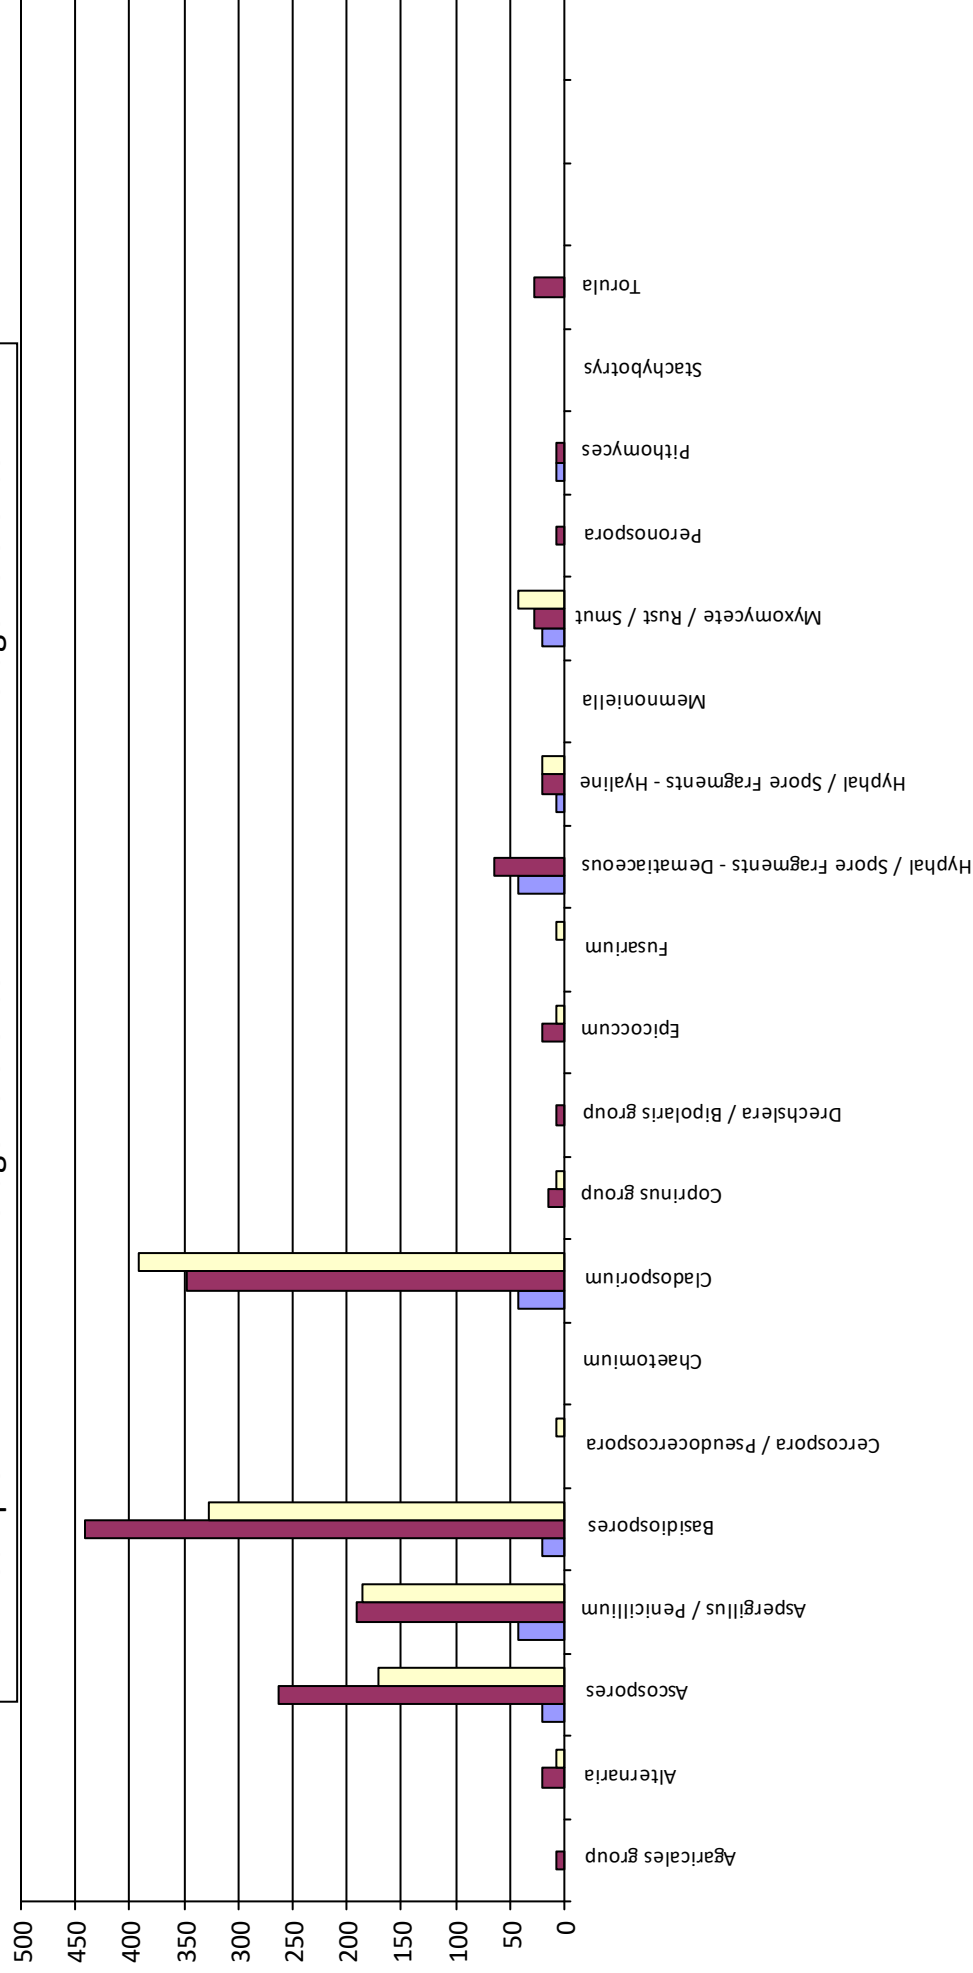 500
450
400
350
300
250
200
150
100
50
0
Agaricales group
Alternaria
Ascospores
Aspergillus / Penicillium
Basidiospores
Cercospora / Pseudocercospora
Chaetomium
Cladosporium
Coprinus group
Drechslera / Bipolaris group
Epicoccum
Fusarium
Hyphal / Spore Fragments - Dematiaceous
Hyphal / Spore Fragments - Hyaline
Memnoniella
Myxomycete / Rust / Smut
Peronospora
Pithomyces
Stachybotrys
Torula